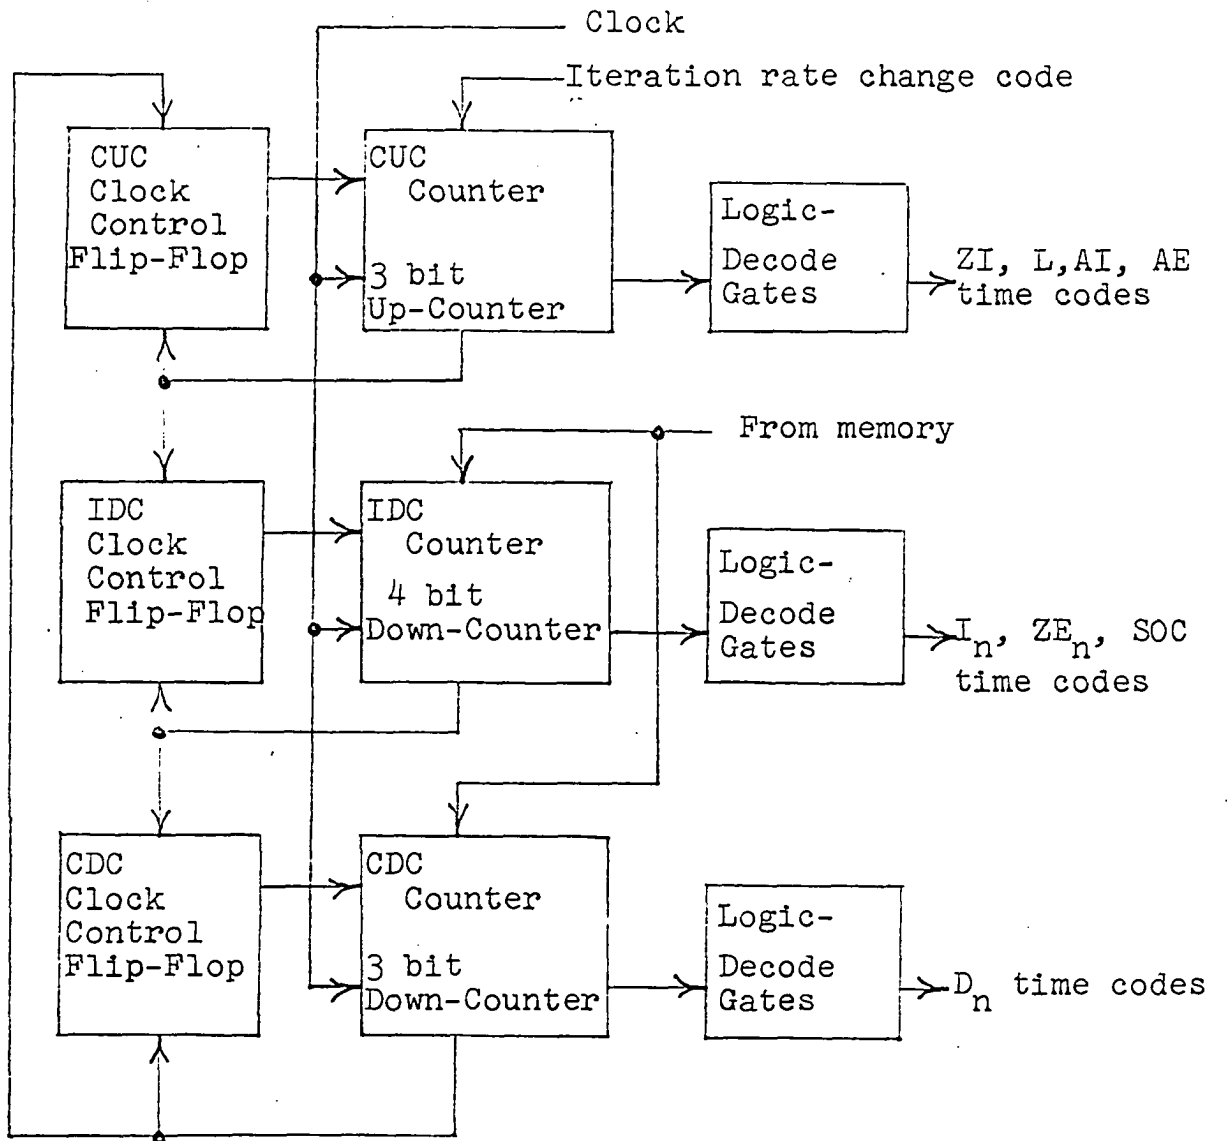 Clock
Iteration rate change code
CUC
Clock
Control
Flip-Flop
CUC
Counter
3 bit
Up-Counter
Logic-
Decode
Gates
ZI, L,AI, AE
time codes
From memory
IDC
Clock
Control
Flip-Flop
IDC
Counter
4 bit
Down-Counter
Logic-
Decode
Gates
I_n, ZE_n, SOC
time codes
CDC
Clock
Control
Flip-Flop
CDC
Counter
3 bit
Down-Counter
Logic-
Decode
Gates
D_n time codes